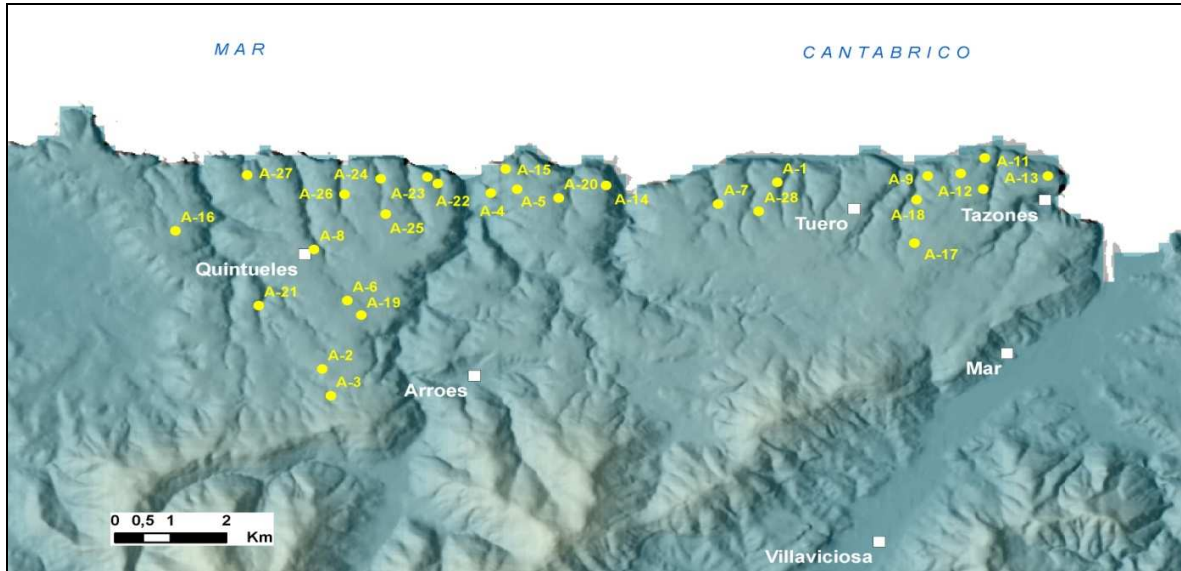 MAR
CANTABRICO
A-15
A-11
A-1
A-27
A-24
A-9
A-13
A-26
A-23
A-22
A-20
A-12
A-4
A-5
A-14
A-7
A-28
A-18
Tazones
Tuero
A-16
A-25
A-8
A-17
Quintueles
A-21
A-6
A-19
A-2
Mar
A-3
Arroes
0 0,5 1 2
Km
Villaviciosa